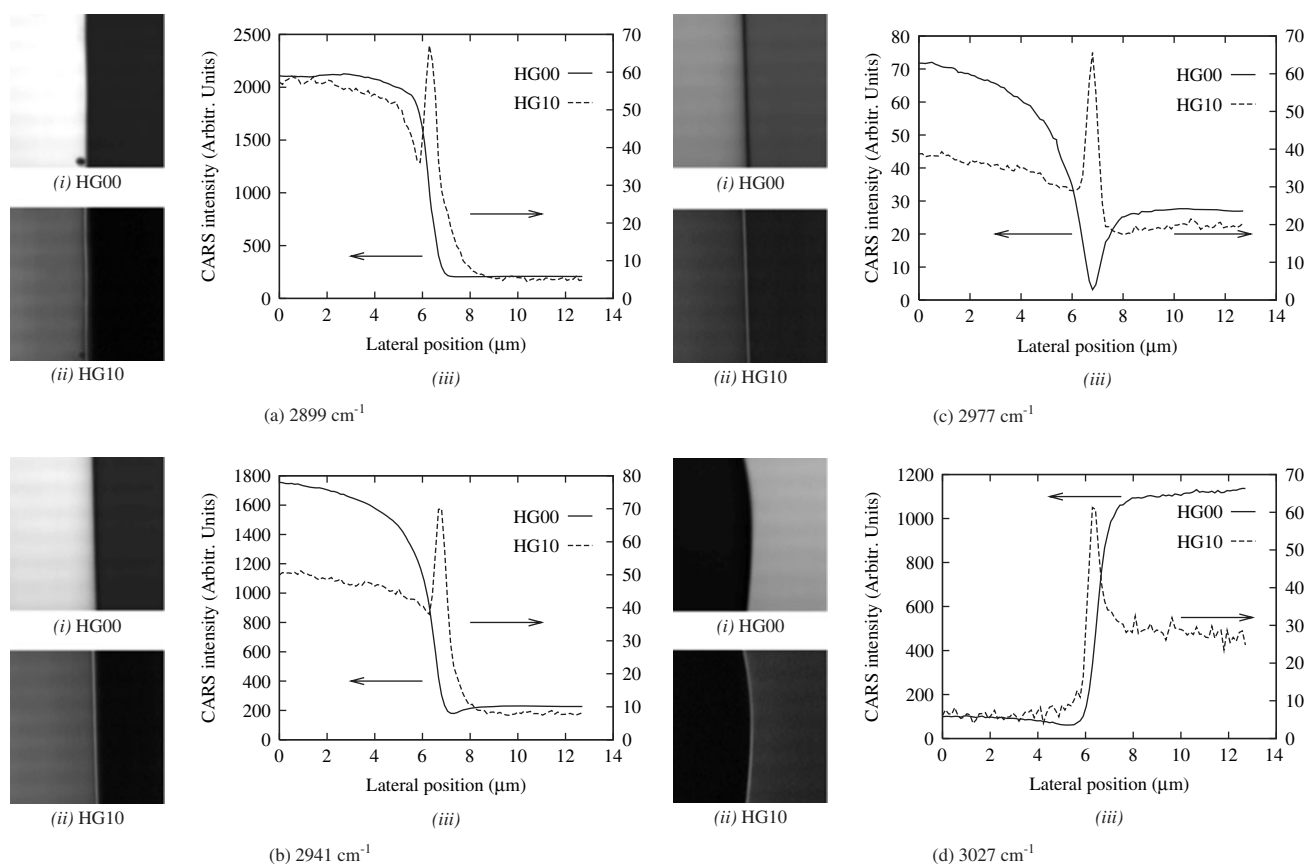 (i) HG00
(ii) HG10
CARS intensity (Arbitr. Units)
2500
2000
1500
2000
500
0
70
60
50
40
30
20
10
0
HG00
HG10
0 2 4 6 8 10 12 14
Lateral position (μm)
(iii)
(a) 2899 cm-1
(i) HG00
(ii) HG10
CARS intensity (Arbitr. Units)
80
70
60
50
40
30
20
10
0
70
60
50
40
30
20
10
0
HG00
HG10
0 2 4 6 8 10 12 14
Lateral position (μm)
(iii)
(c) 2977 cm-1
(i) HG00
(ii) HG10
CARS intensity (Arbitr. Units)
1800
1600
1400
1200
1000
800
600
400
200
0
80
70
60
50
40
30
20
10
0
HG00
HG10
0 2 4 6 8 10 12 14
Lateral position (μm)
(iii)
(b) 2941 cm-1
(i) HG00
(ii) HG10
CARS intensity (Arbitr. Units)
1200
1000
800
600
400
200
0
70
60
50
40
30
20
10
0
HG00
HG10
0 2 4 6 8 10 12 14
Lateral position (μm)
(iii)
(d) 3027 cm-1